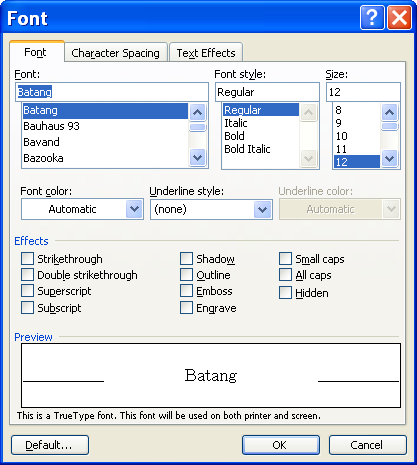 Font
? X
Font Character Spacing Text Effects
Font: Font style: Size:
Batang Regular 12
Batang Regular 8
Bauhaus 93 Italic 9
Bavand Bold 10
Bazooka Bold Italic 11
12
Font color: Underline style: Underline color:
Automatic (none) Automatic
Effects
Strikethrough Shadow Small caps
Double strikethrough Outline All caps
Superscript Emboss Hidden
Subscript Engrave
Preview
Batang
This is a TrueType font. This font will be used on both printer and screen.
Default... OK Cancel